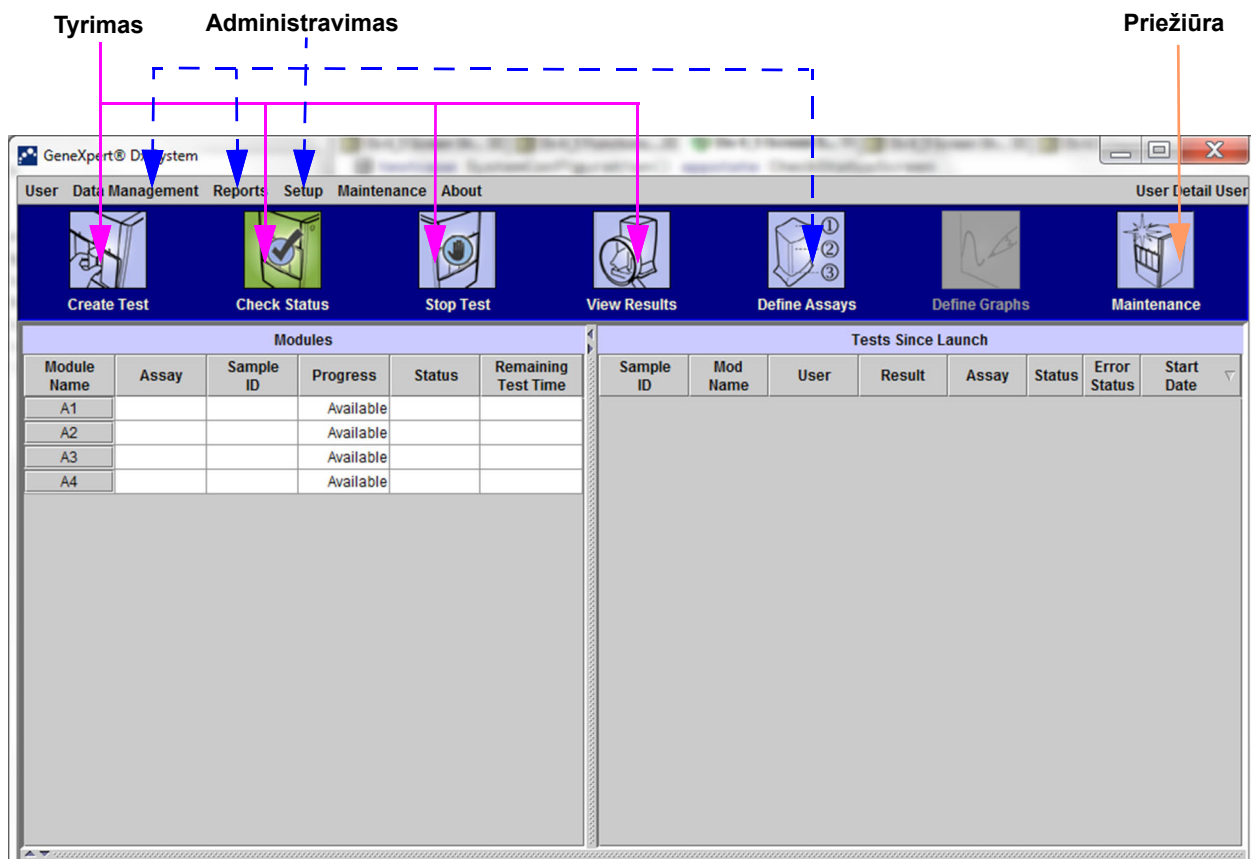 Tyrimas Administravimas Priežiūra
GeneXpert® Dx System
User Data Management Reports Setup Maintenance About User Detail User
Create Test Check Status Stop Test View Results Define Assays Define Graphs Maintenance
① 
②
③
Modules
Module Name Assay Sample ID Progress Status Remaining Test Time
A1 Available
A2 Available
A3 Available
A4 Available
Tests Since Launch
Sample ID Mod Name User Result Assay Status Error Status Start Date